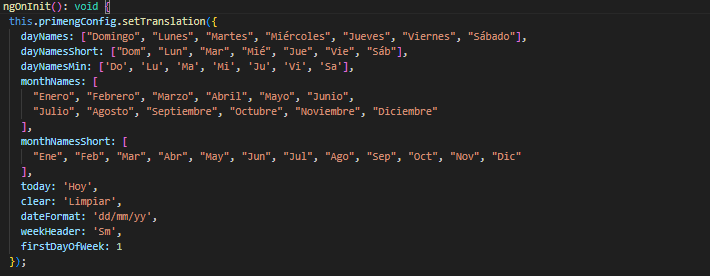 ngOnInit(): void {
this.primengConfig.setTranslation({
dayNames: ["Domingo", "Lunes", "Martes", "Miércoles", "Jueves", "Viernes", "Sábado"],
dayNamesShort: ["Dom", "Lun", "Mar", "Mié", "Jue", "Vie", "Sáb"],
dayNamesMin: ['Do', 'Lu', 'Ma', 'Mi', 'Ju', 'Vi', 'Sa'],
monthNames: [
"Enero", "Febrero", "Marzo", "Abril", "Mayo", "Junio",
"Julio", "Agosto", "Septiembre", "Octubre", "Noviembre", "Diciembre"
],
monthNamesShort: [
"Ene", "Feb", "Mar", "Abr", "May", "Jun", "Jul", "Ago", "Sep", "Oct", "Nov", "Dic"
],
today: 'Hoy',
clear: 'Limpiar',
dateFormat: 'dd/mm/yy',
weekHeader: 'Sm',
firstDayOfWeek: 1
});